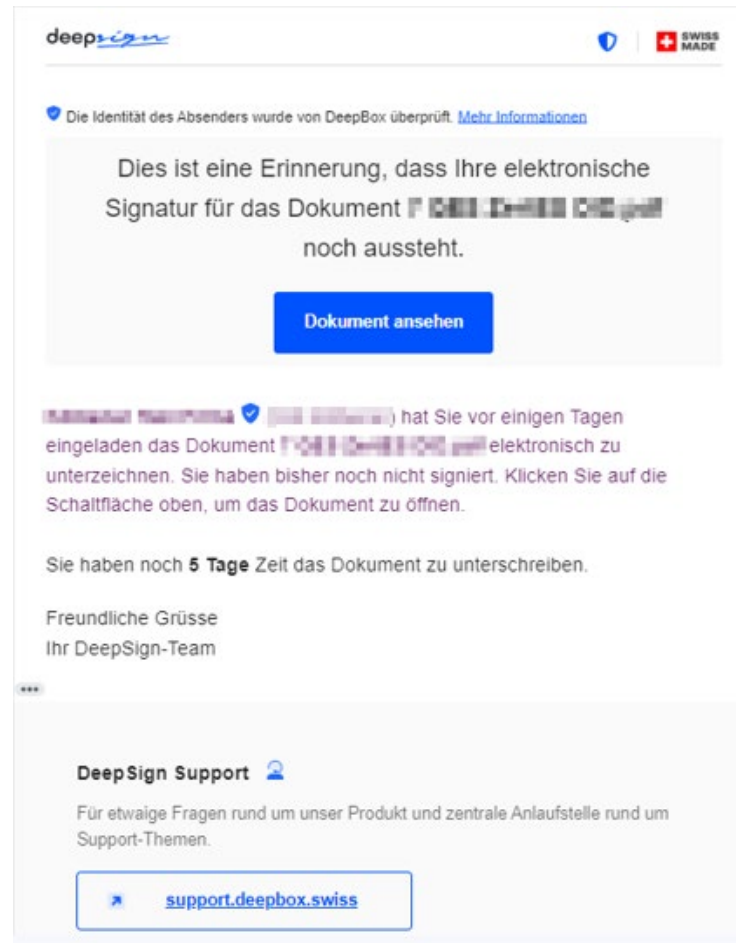 deepsign
SWISS
MADE
Die Identität des Absenders wurde von DeepBox überprüft. Mehr Informationen
Dies ist eine Erinnerung, dass Ihre elektronische
Signatur für das Dokument
noch aussteht.
Dokument ansehen
) hat Sie vor einigen Tagen
eingeladen das Dokument elektronisch zu
unterzeichnen. Sie haben bisher noch nicht signiert. Klicken Sie auf die
Schaltfläche oben, um das Dokument zu öffnen.
Sie haben noch 5 Tage Zeit das Dokument zu unterschreiben.
Freundliche Grüsse
Ihr DeepSign-Team
DeepSign Support
Für etwaige Fragen rund um unser Produkt und zentrale Anlaufstelle rund um
Support-Themen.
support.deepbox.swiss